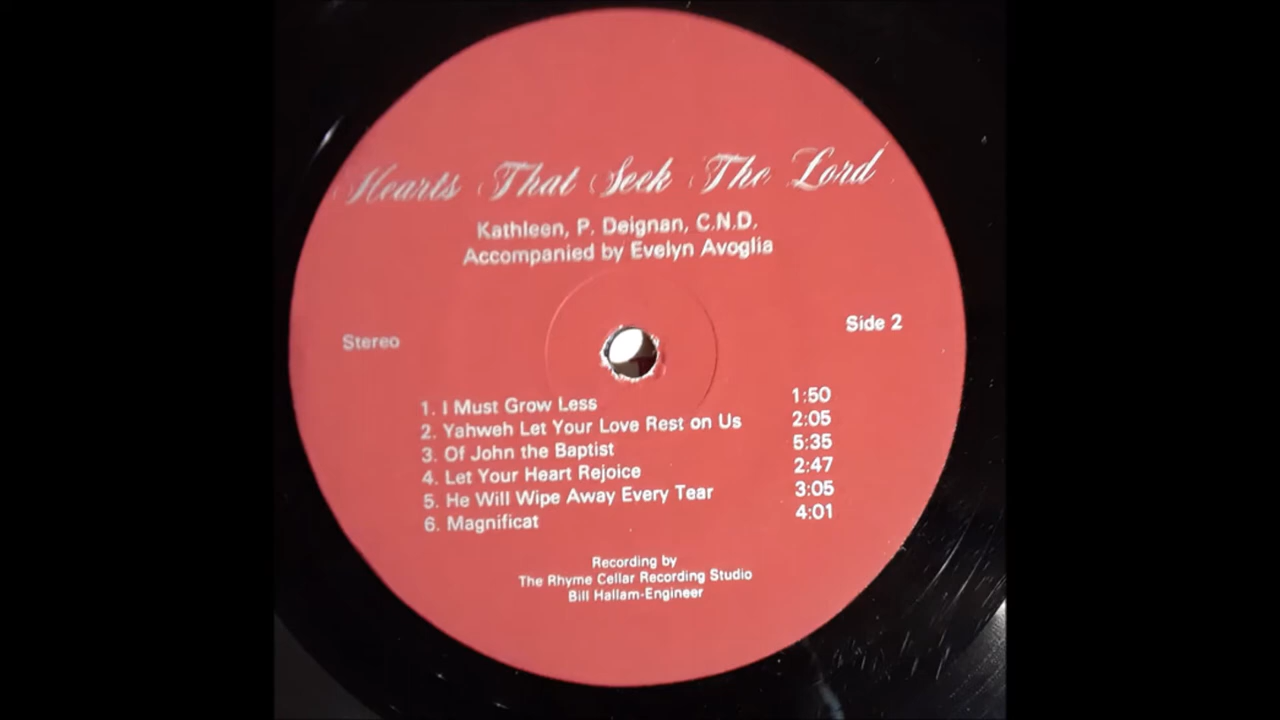 Hearts That Seek The Lord
Kathleen, P. Deignan, C.N.D.
Accompanied by Evelyn Avoglia
Stereo
Side 2
1. I Must Grow Less 1:50
2. Yahweh Let Your Love Rest on Us 2:05
3. Of John the Baptist 5:35
4. Let Your Heart Rejoice 2:47
5. He Will Wipe Away Every Tear 3:05
6. Magnificat 4:01
Recording by
The Rhyme Cellar Recording Studio
Bill Hallam-Engineer